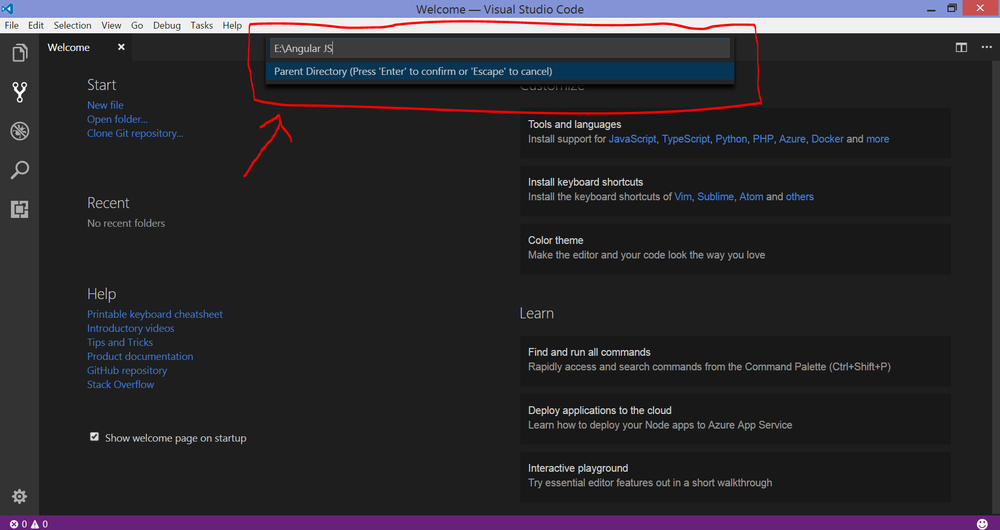 Welcome — Visual Studio Code
File Edit Selection View Go Debug Tasks Help
Welcome
E:\Angular JS
Parent Directory (Press 'Enter' to confirm or 'Escape' to cancel)
Start
New file
Open folder...
Clone Git repository...
Recent
No recent folders
Help
Printable keyboard cheatsheet
Introductory videos
Tips and Tricks
Product documentation
GitHub repository
Stack Overflow
Show welcome page on startup
Customize
Tools and languages
Install support for JavaScript, TypeScript, Python, PHP, Azure, Docker and more
Install keyboard shortcuts
Install the keyboard shortcuts of Vim, Sublime, Atom and others
Color theme
Make the editor and your code look the way you love
Learn
Find and run all commands
Rapidly access and search commands from the Command Palette (Ctrl+Shift+P)
Deploy applications to the cloud
Learn how to deploy your Node apps to Azure App Service
Interactive playground
Try essential editor features out in a short walkthrough
0 0